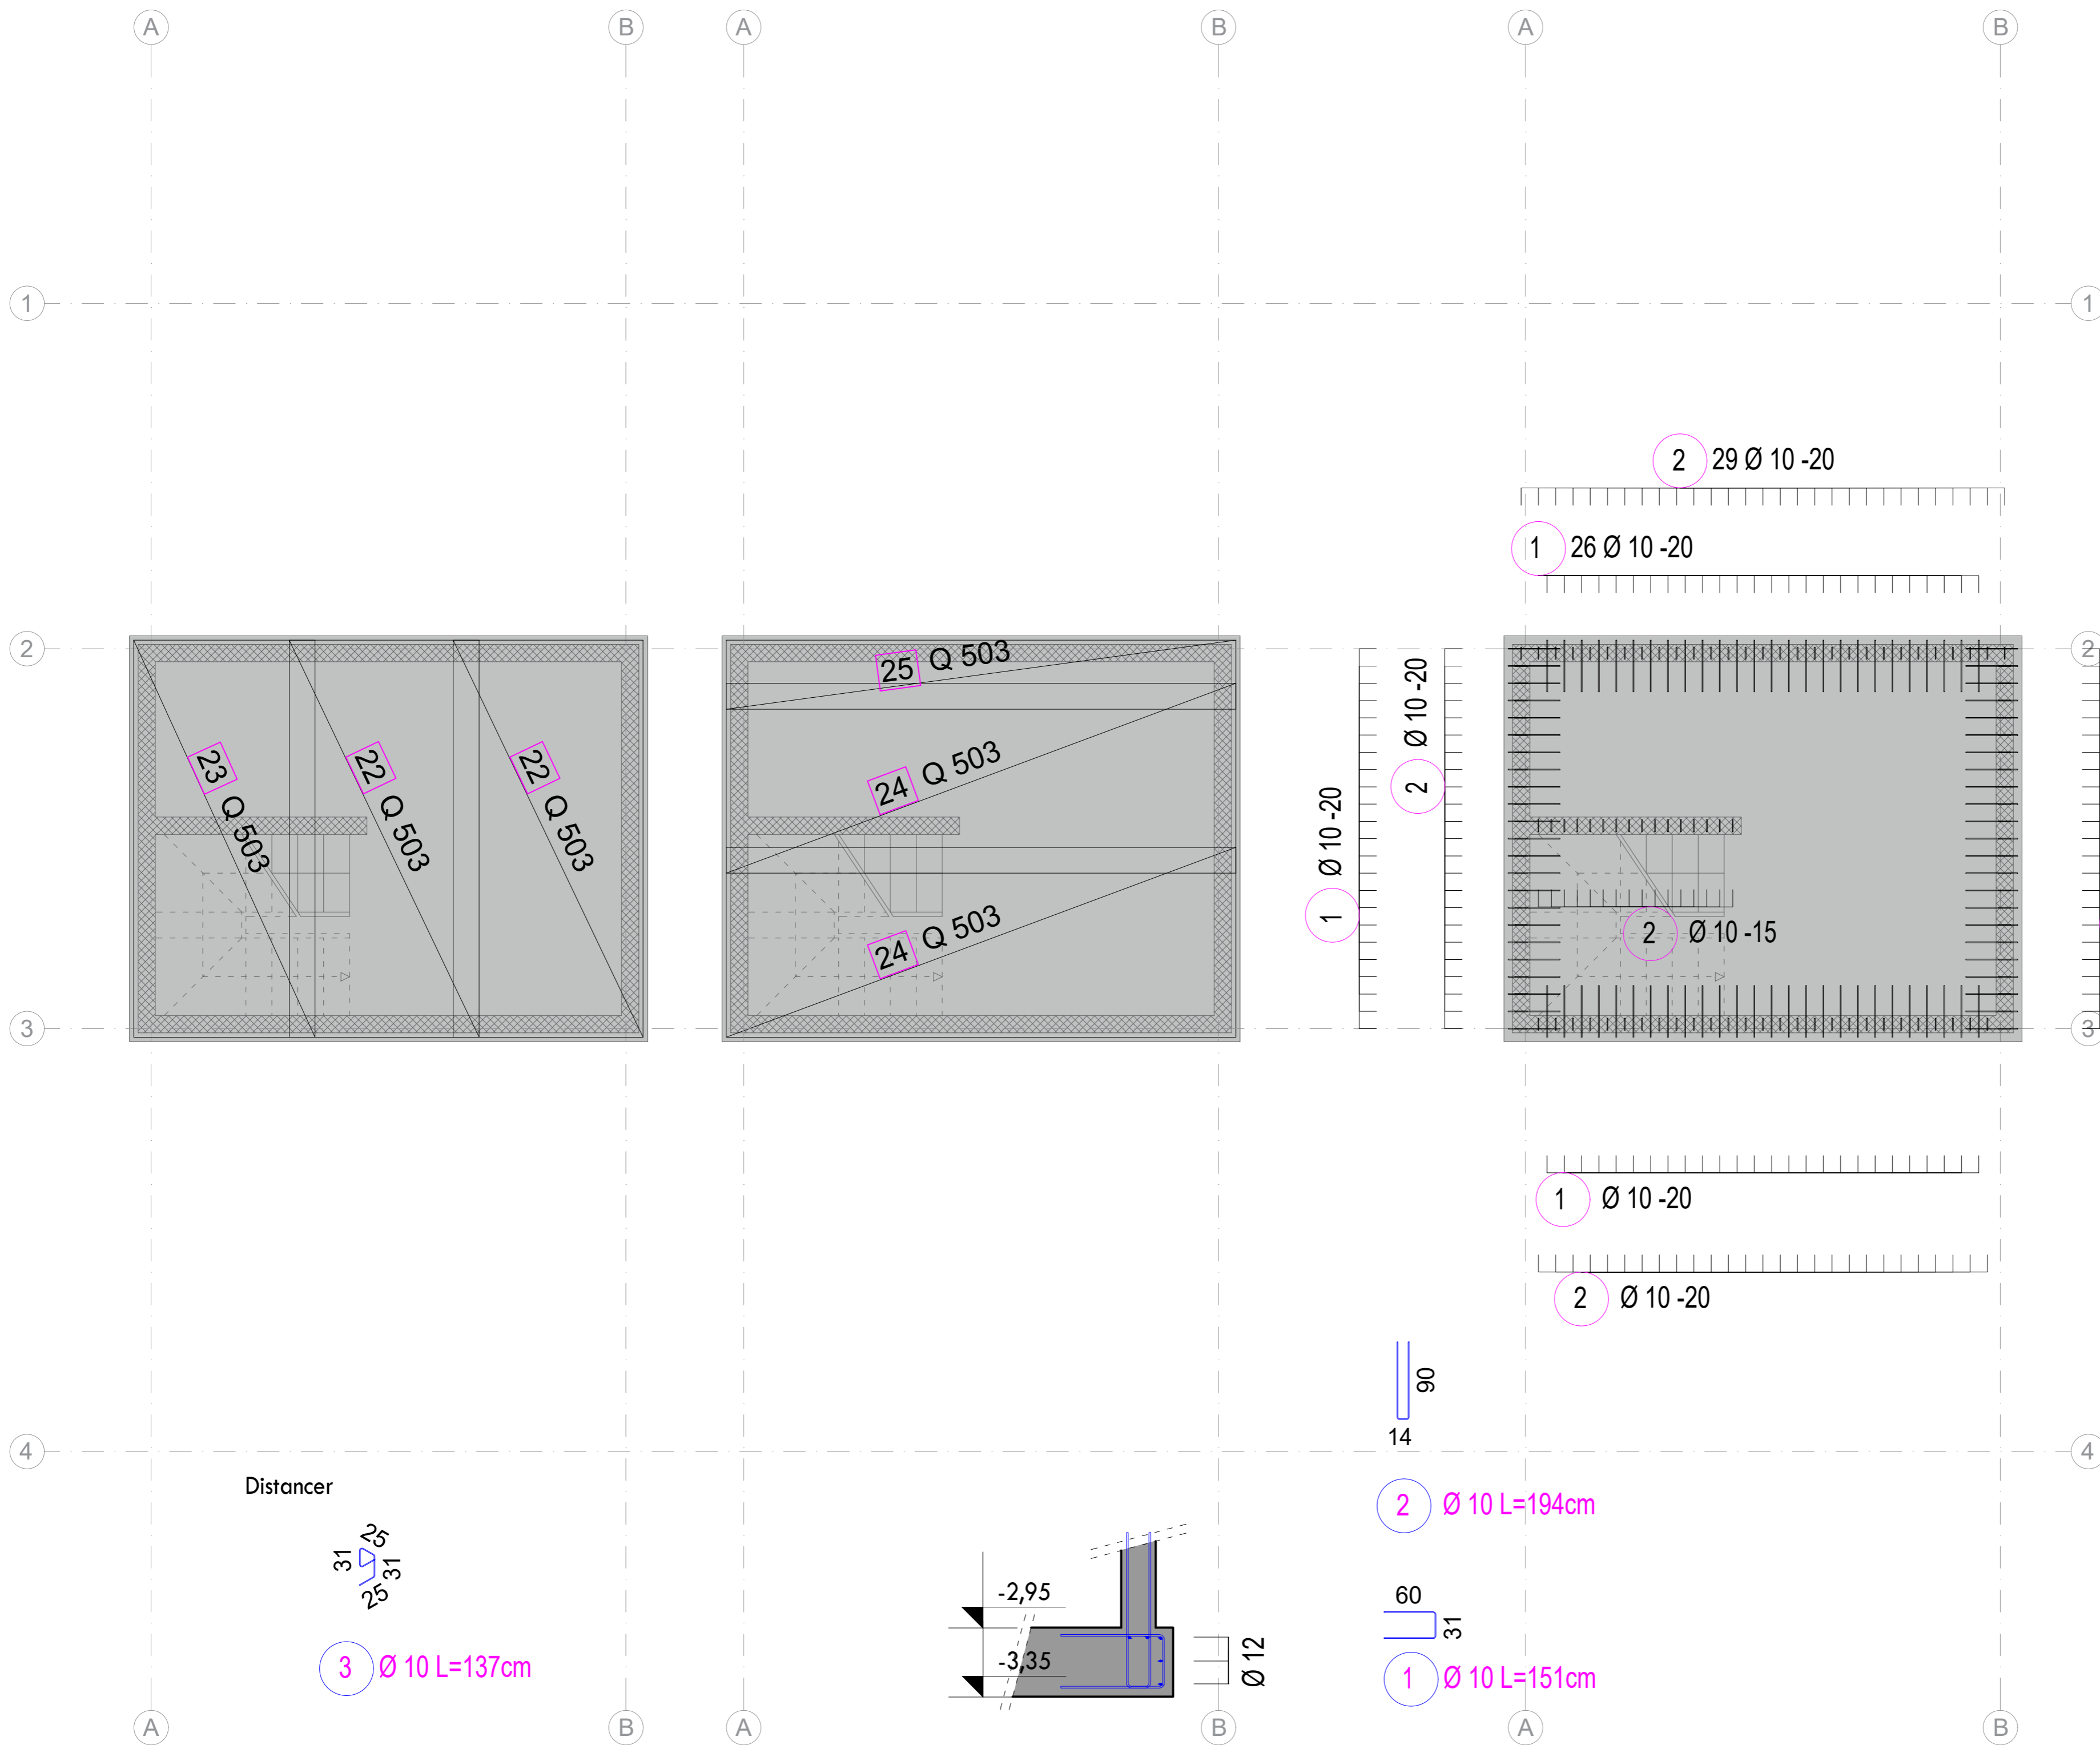 A B A B A B
1 1
2 29 Ø 10 -20
1 26 Ø 10 -20
2 2
25 Q 503
23 Q 503
22 Q 503
22 Q 503
24 Q 503
24 Q 503
1 Ø 10 -20
2 Ø 10 -20
2 Ø 10 -15
3 3
1 Ø 10 -20
2 Ø 10 -20
90
14
4 4
Distancer
25
31
31
25
3 Ø 10 L=137cm
-2,95
-3,35
Ø 12
2 Ø 10 L=194cm
60
31
1 Ø 10 L=151cm
A B A B A B